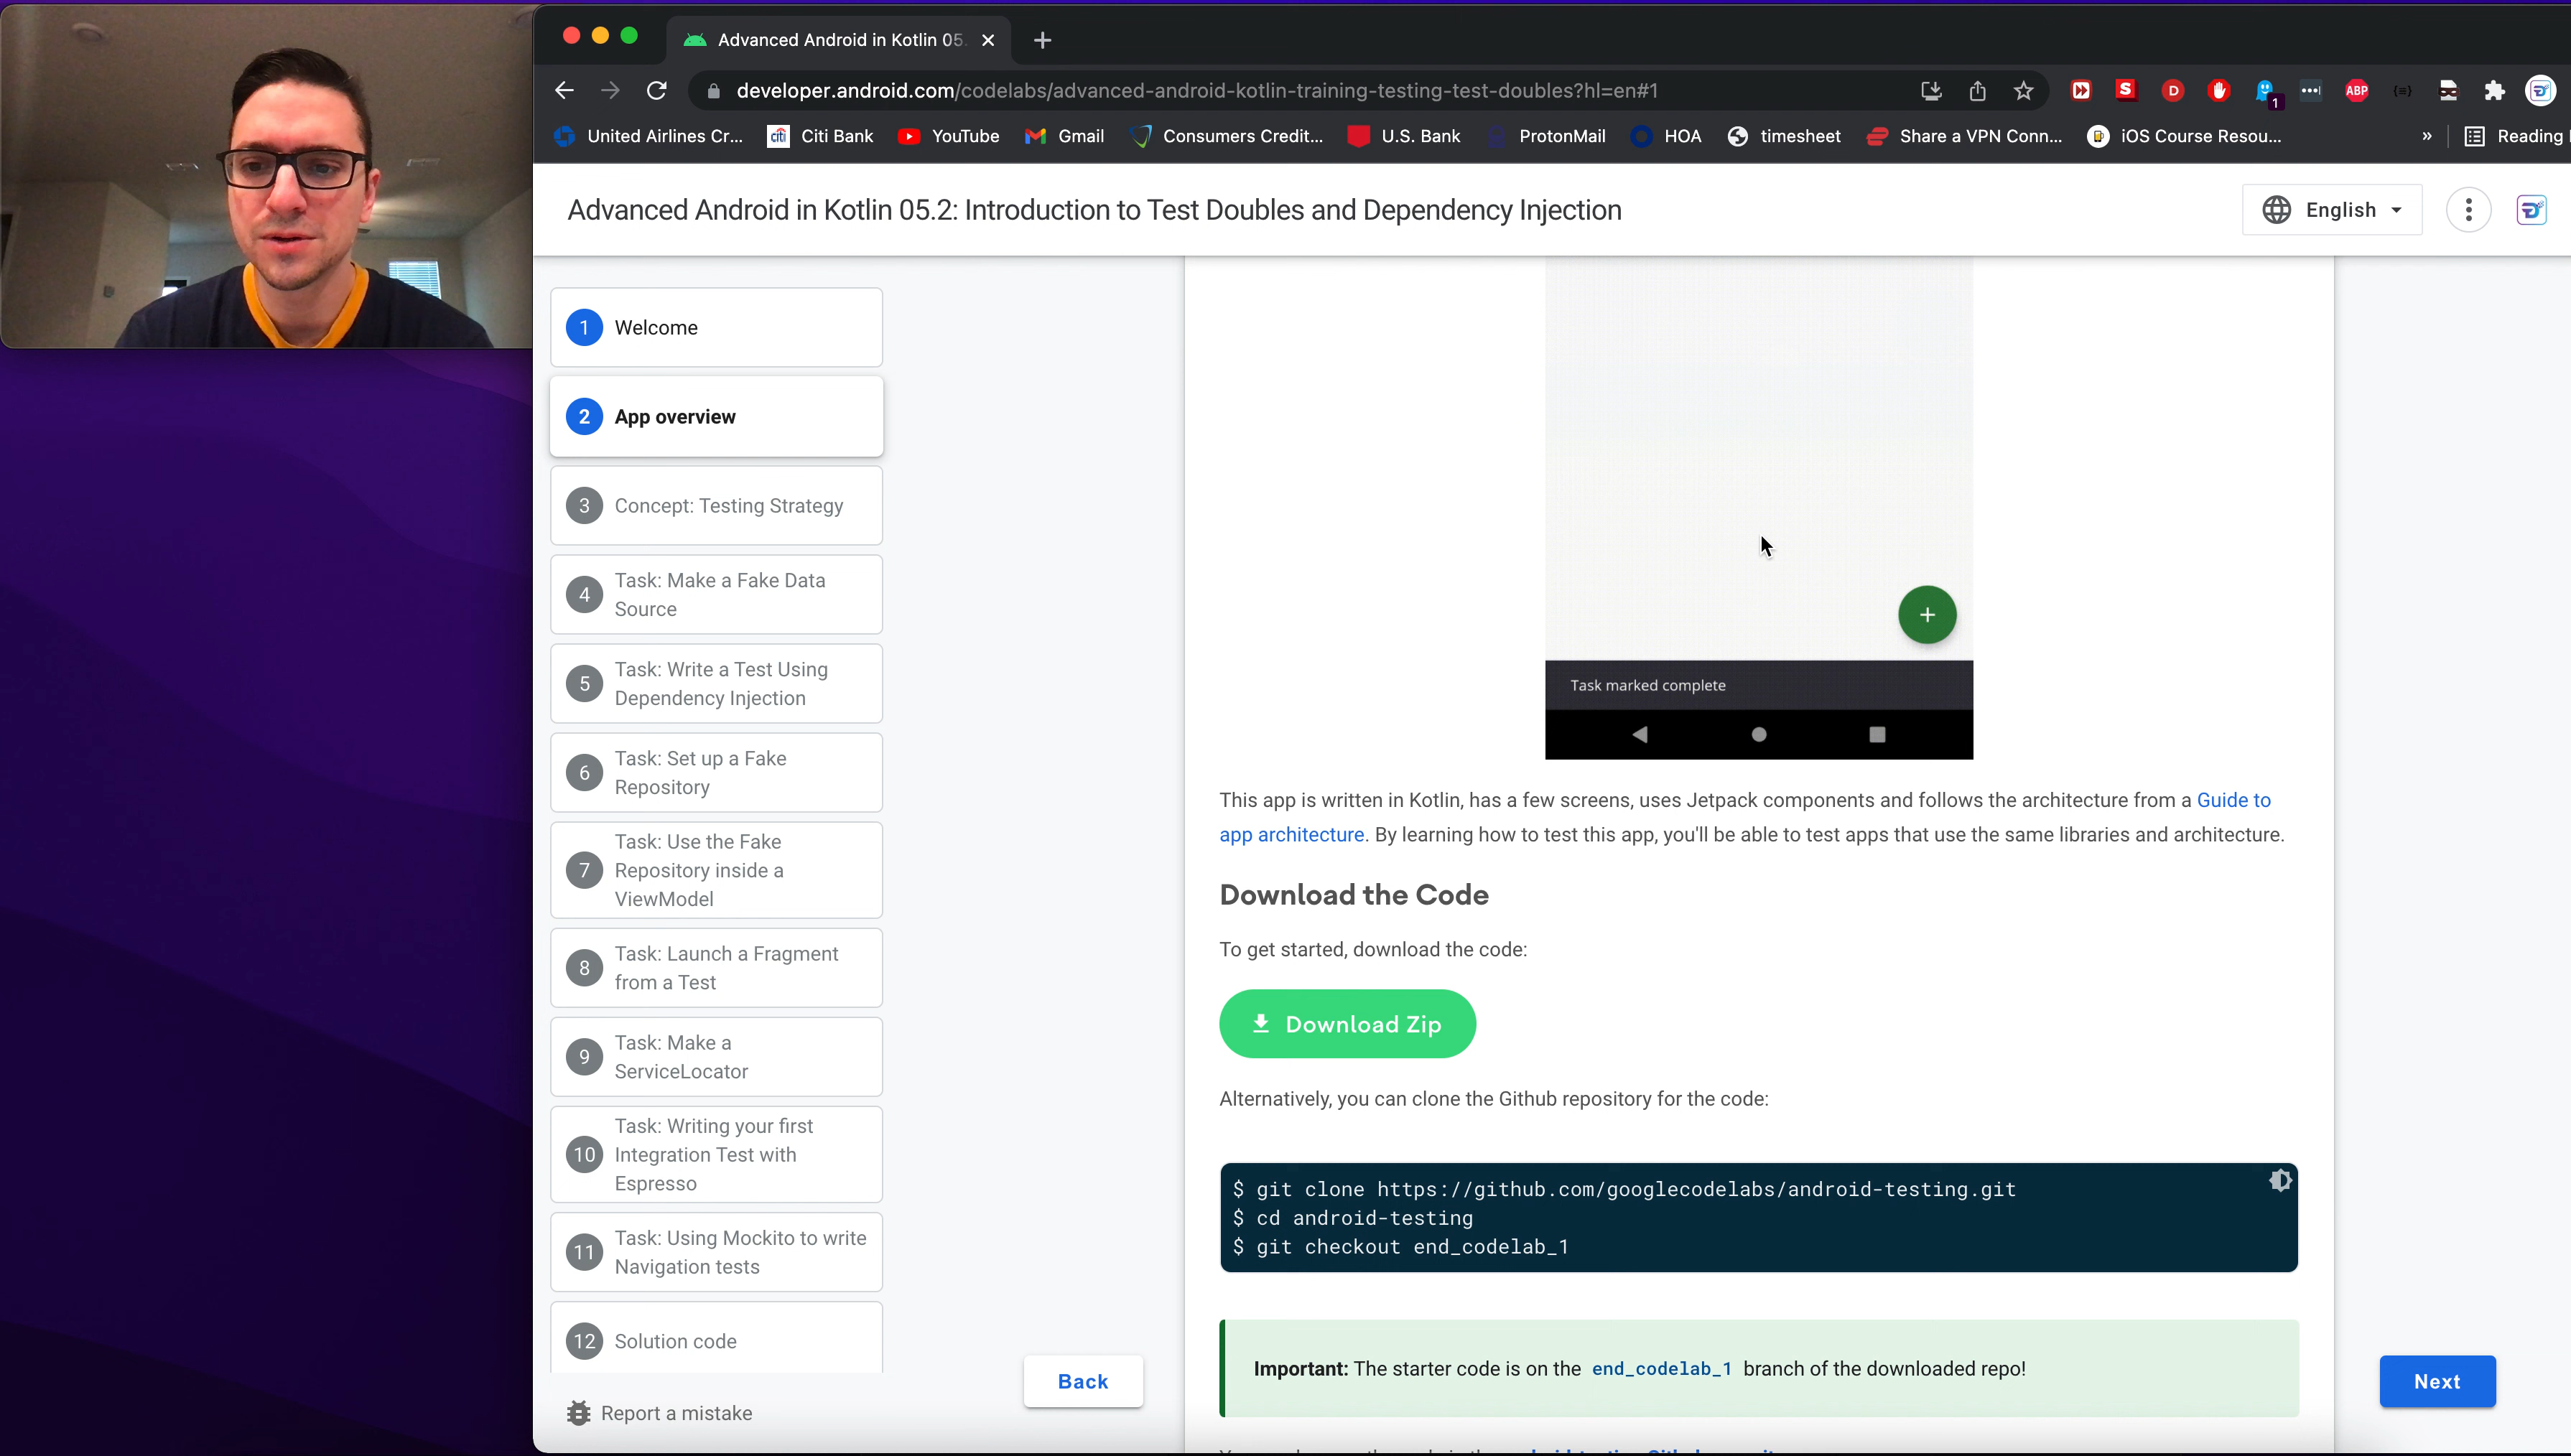 Advanced Android in Kotlin 05.
developer.android.com/codelabs/advanced-android-kotlin-training-testing-test-doubles?hl=en#1
S
D
1
ABP
United Airlines Cr...
citi
Citi Bank
YouTube
Gmail
Consumers Credit...
U.S. Bank
ProtonMail
HOA
timesheet
Share a VPN Conn...
iOS Course Resou...
»
Reading
Advanced Android in Kotlin 05.2: Introduction to Test Doubles and Dependency Injection
English
1 Welcome
2 App overview
3 Concept: Testing Strategy
4 Task: Make a Fake Data
Source
5 Task: Write a Test Using
Dependency Injection
6 Task: Set up a Fake
Repository
7 Task: Use the Fake
Repository inside a
ViewModel
8 Task: Launch a Fragment
from a Test
9 Task: Make a
ServiceLocator
10 Task: Writing your first
Integration Test with
Espresso
11 Task: Using Mockito to write
Navigation tests
12 Solution code
Report a mistake
Back
Task marked complete
This app is written in Kotlin, has a few screens, uses Jetpack components and follows the architecture from a Guide to
app architecture. By learning how to test this app, you'll be able to test apps that use the same libraries and architecture.
Download the Code
To get started, download the code:
Download Zip
Alternatively, you can clone the Github repository for the code:
$ git clone https://github.com/googlecodelabs/android-testing.git
$ cd android-testing
$ git checkout end_codelab_1
Important: The starter code is on the end_codelab_1 branch of the downloaded repo!
Next